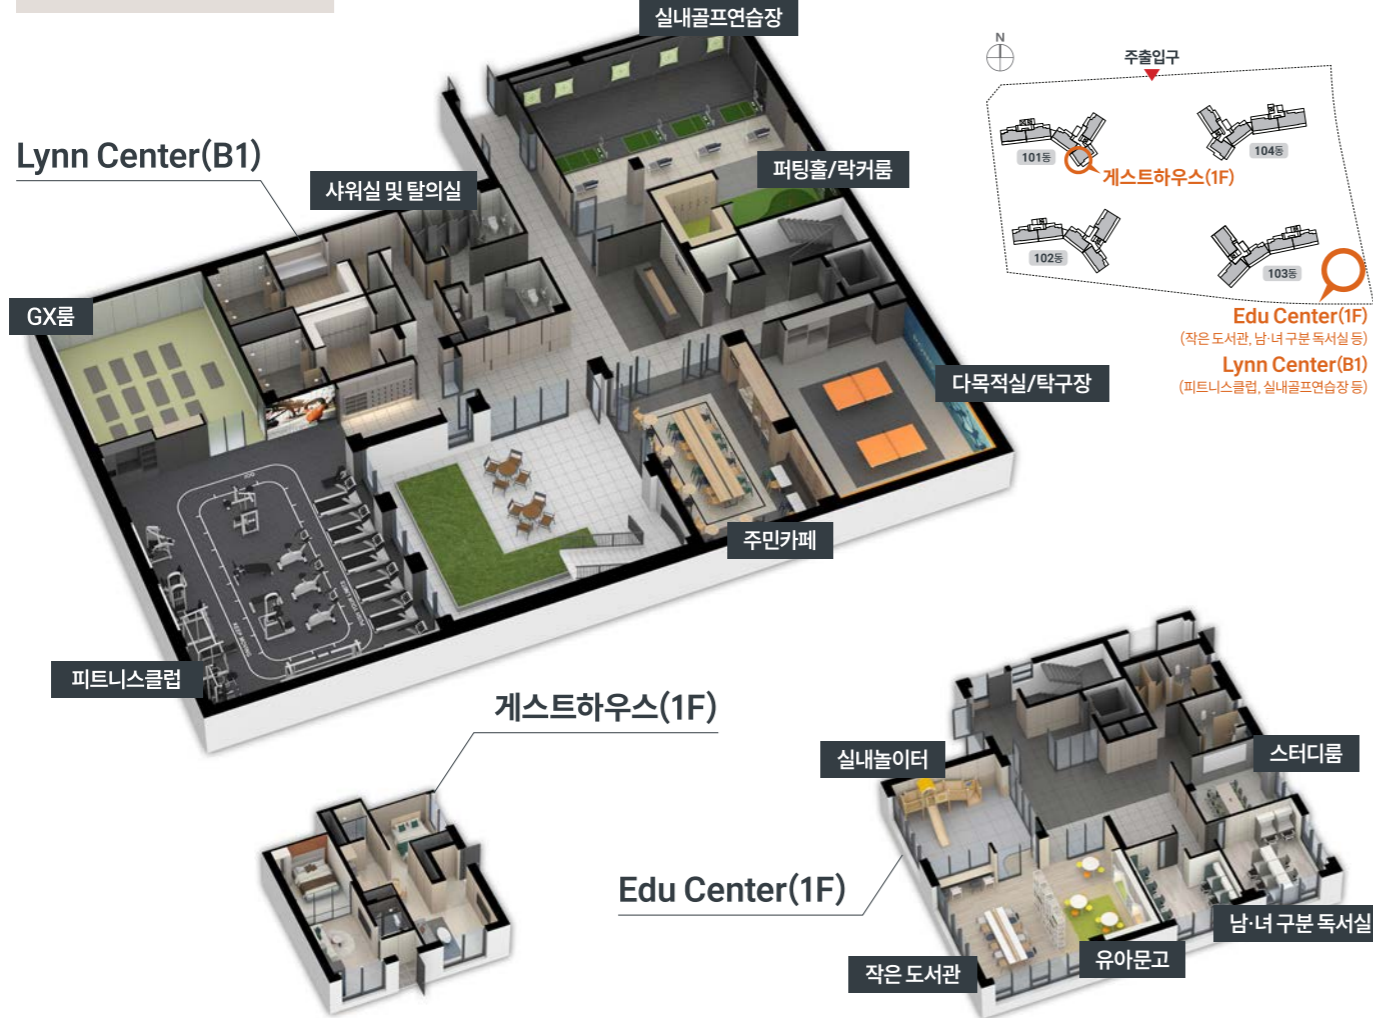 실내골프연습장
N
주출입구
Lynn Center(B1)
샤워실 및 탈의실
퍼팅홀/락커룸
101동
104동
게스트하우스(1F)
102동
103동
GX룸
Edu Center(1F)
(작은 도서관, 남·녀 구분 독서실 등)
Lynn Center(B1)
(피트니스클럽, 실내골프연습장 등)
다목적실/탁구장
주민카페
피트니스클럽
게스트하우스(1F)
실내놀이터
스터디룸
Edu Center(1F)
남·녀 구분 독서실
유아문고
작은 도서관